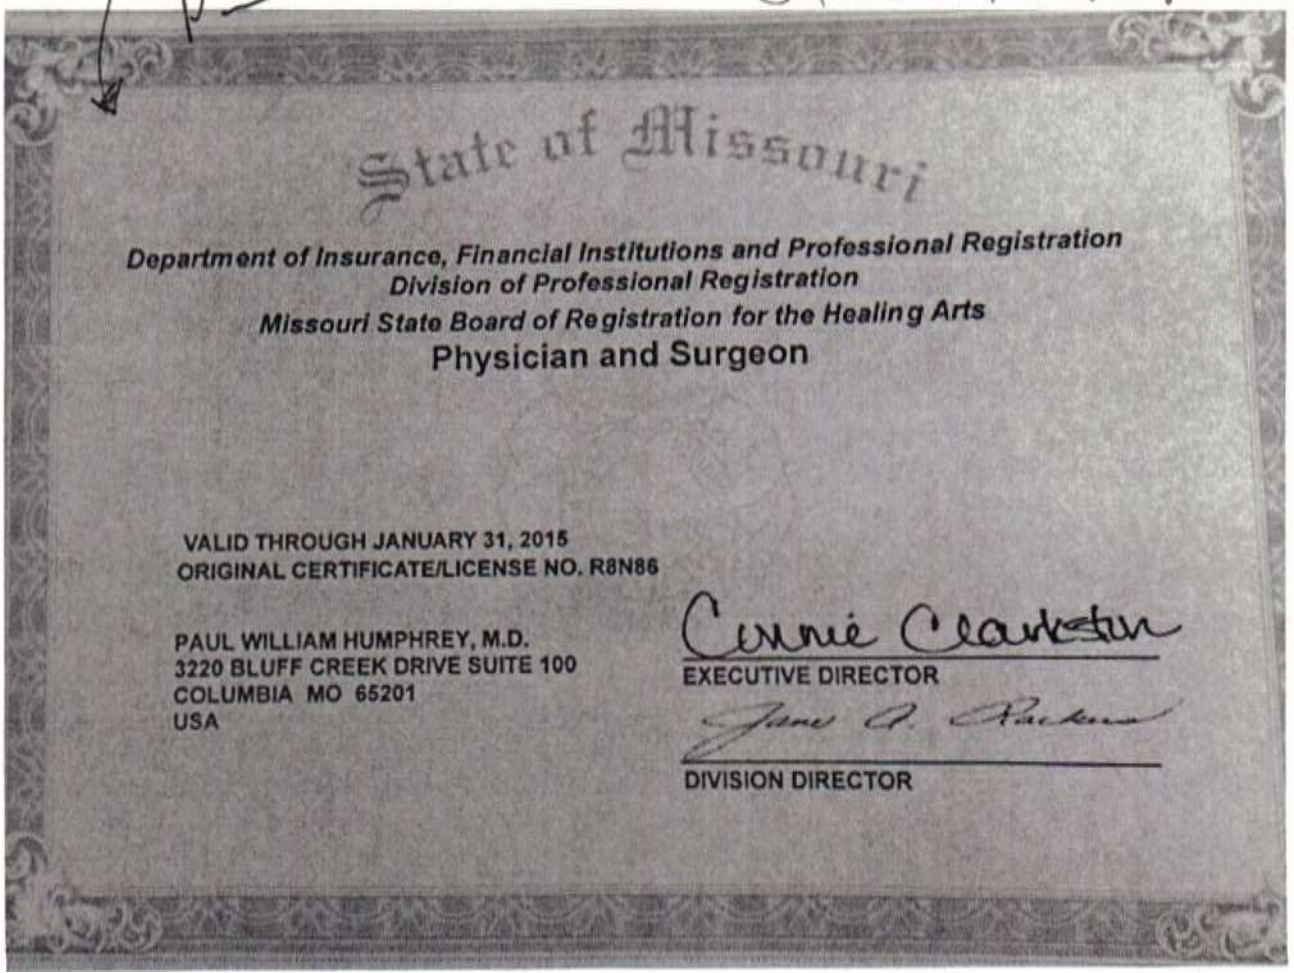 State of Missouri
Department of Insurance, Financial Institutions and Professional Registration
Division of Professional Registration
Missouri State Board of Registration for the Healing Arts
Physician and Surgeon
VALID THROUGH JANUARY 31, 2015
ORIGINAL CERTIFICATE/LICENSE NO. R8N86
PAUL WILLIAM HUMPHREY, M.D.
3220 BLUFF CREEK DRIVE SUITE 100
COLUMBIA MO 65201
USA
Connie Clarkston
EXECUTIVE DIRECTOR
Jane A. Rackers
DIVISION DIRECTOR